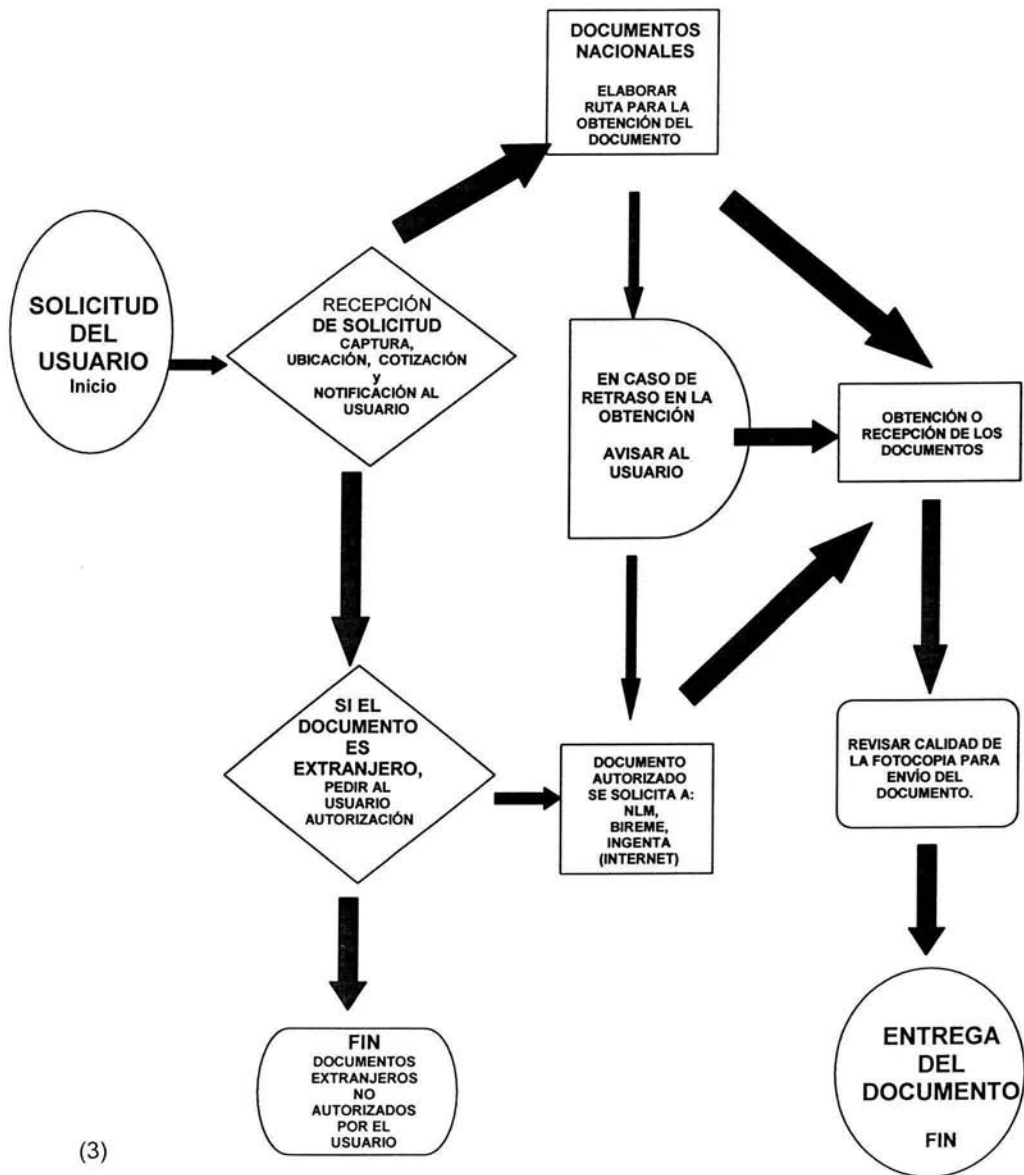 DOCUMENTOS
NACIONALES
ELABORAR
RUTA PARA LA
OBTENCIÓN DEL
DOCUMENTO
SOLICITUD
DEL
USUARIO
Inicio
RECEPCIÓN
DE SOLICITUD
CAPTURA,
UBICACIÓN, COTIZACIÓN
y
NOTIFICACIÓN AL
USUARIO
EN CASO DE
RETRASO EN LA
OBTENCIÓN
AVISAR AL
USUARIO
OBTENCIÓN O
RECEPCIÓN DE LOS
DOCUMENTOS
SI EL
DOCUMENTO
ES
EXTRANJERO,
PEDIR AL
USUARIO
AUTORIZACIÓN
DOCUMENTO
AUTORIZADO
SE SOLICITA A:
NLM,
BIREME,
INGENTA
(INTERNET)
REVISAR CALIDAD DE
LA FOTOCOPIA PARA
ENVÍO DEL
DOCUMENTO.
FIN
DOCUMENTOS
EXTRANJEROS
NO
AUTORIZADOS
POR EL
USUARIO
ENTREGA
DEL
DOCUMENTO
FIN
(3)